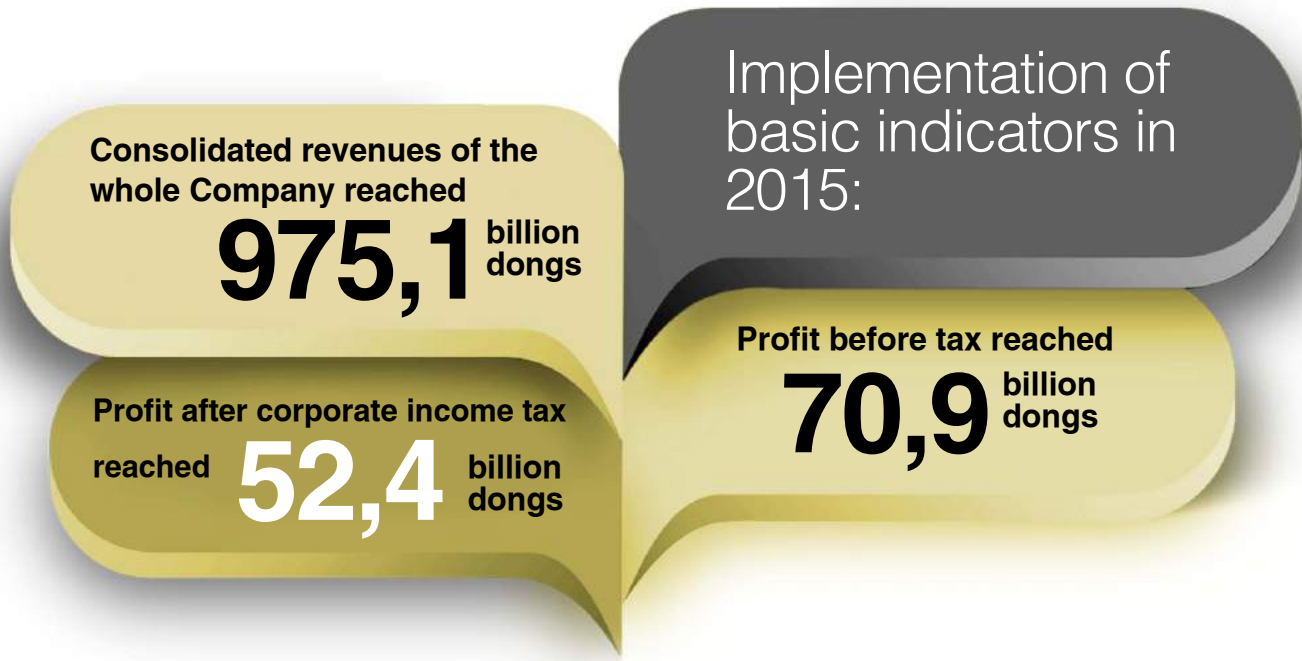 Implementation of
basic indicators in
2015:
Consolidated revenues of the
whole Company reached
975,1 billion
dongs
Profit before tax reached
70,9 billion
dongs
Profit after corporate income tax
reached 52,4 billion
dongs